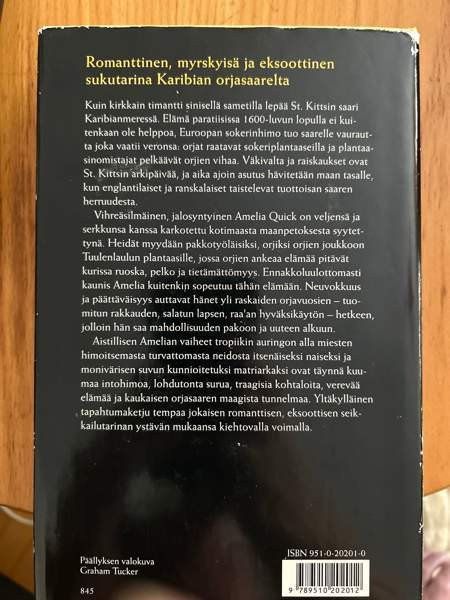 Romanttinen, myrskyisä ja eksoottinen
sukutarina Karibian orjasaarelta
Kuin kirkkain timantti sinisellä sametilla lepää St. Kittsin saari
Karibianmeressä. Elämä paratiisissa 1600-luvun lopulla ei kui-
tenkaan ole helppoa, Euroopan sokerinhimo tuo saarelle vaurautt-
ta joka vaatii veronsa: orjat raatavat sokeriplantaaseilla ja plantaa-
sinomistajat pelkäävät orjien vihaa. Väkivalta ja raiskaukset ovat
St. Kittsin arkipäivää, ja aika ajoin asutus hävitetään maan tasalle,
kun englantilaiset ja ranskalaiset taistelevat tuottoisan saaren
herruudesta.
Vihreäsilmäinen, jalosyntyinen Amelia Quick on veljensä ja
serkkunsa kanssa karkotettu kotimaasta maanpetoksesta syytet-
tynä. Heidät myydään pakkotyöläisiksi, orjiksi orjien joukkoon
Tuulenlaulun plantaasille, jossa orjien ankeaa elämää pitävät
kurissa ruoska, pelko ja tietämättömyys. Ennakkoluulottomasti
kaunis Amelia kuitenkin sopeutuu tähän elämään. Neuvokkuus
ja päättäväisyys auttavat hänet yli raskaiden orjavuosien – tuo-
mitun rakkauden, salatun lapsen, raa'an hyväksikäytön – hetkeen,
jolloin hän saa mahdollisuuden pakoon ja uuteen alkuun.
Aistillisen Amelian vaiheet tropiikin auringon alla miesten
himoitsemasta turvattomasta neidosta itsenäiseksi naiseksi ja
monivärisen suvun kunnioitetuksi matriarkaksi ovat täynnä kuu-
maa intohimoa, lohdutonta surua, traagisia kohtaloita, verevää
elämää ja kaukaisen orjasaaren maagista tunnelmaa. Yltäkylläinen
tapahtumaketju tempaa jokaisen romanttisen, eksoottisen seik-
kailutarinan ystävän mukaansa kiehtovalla voimalla.
Päällyksen valokuva
Graham Tucker
845
ISBN 951-0-20201-0
9 789510 202012